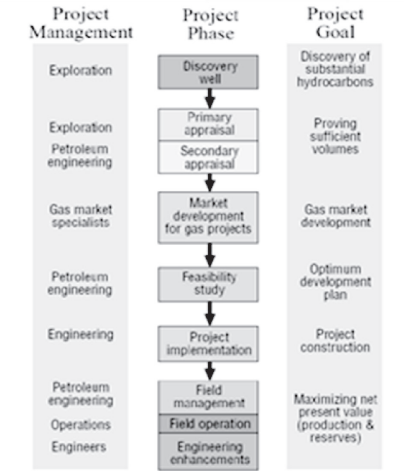 Project
Management
Project
Phase
Project
Goal
Exploration
Discovery
well
Discovery of
substantial
hydrocarbons
Exploration
Primary
appraisal
Proving
sufficient
volumes
Petroleum
engineering
Secondary
appraisal
Gas market
specialists
Market
development
for gas projects
Gas market
development
Petroleum
engineering
Feasibility
study
Optimum
development
plan
Engineering
Project
implementation
Project
construction
Petroleum
engineering
Field
management
Maximizing net
present value
(production &
reserves)
Operations
Field operation
Engineers
Engineering
enhancements